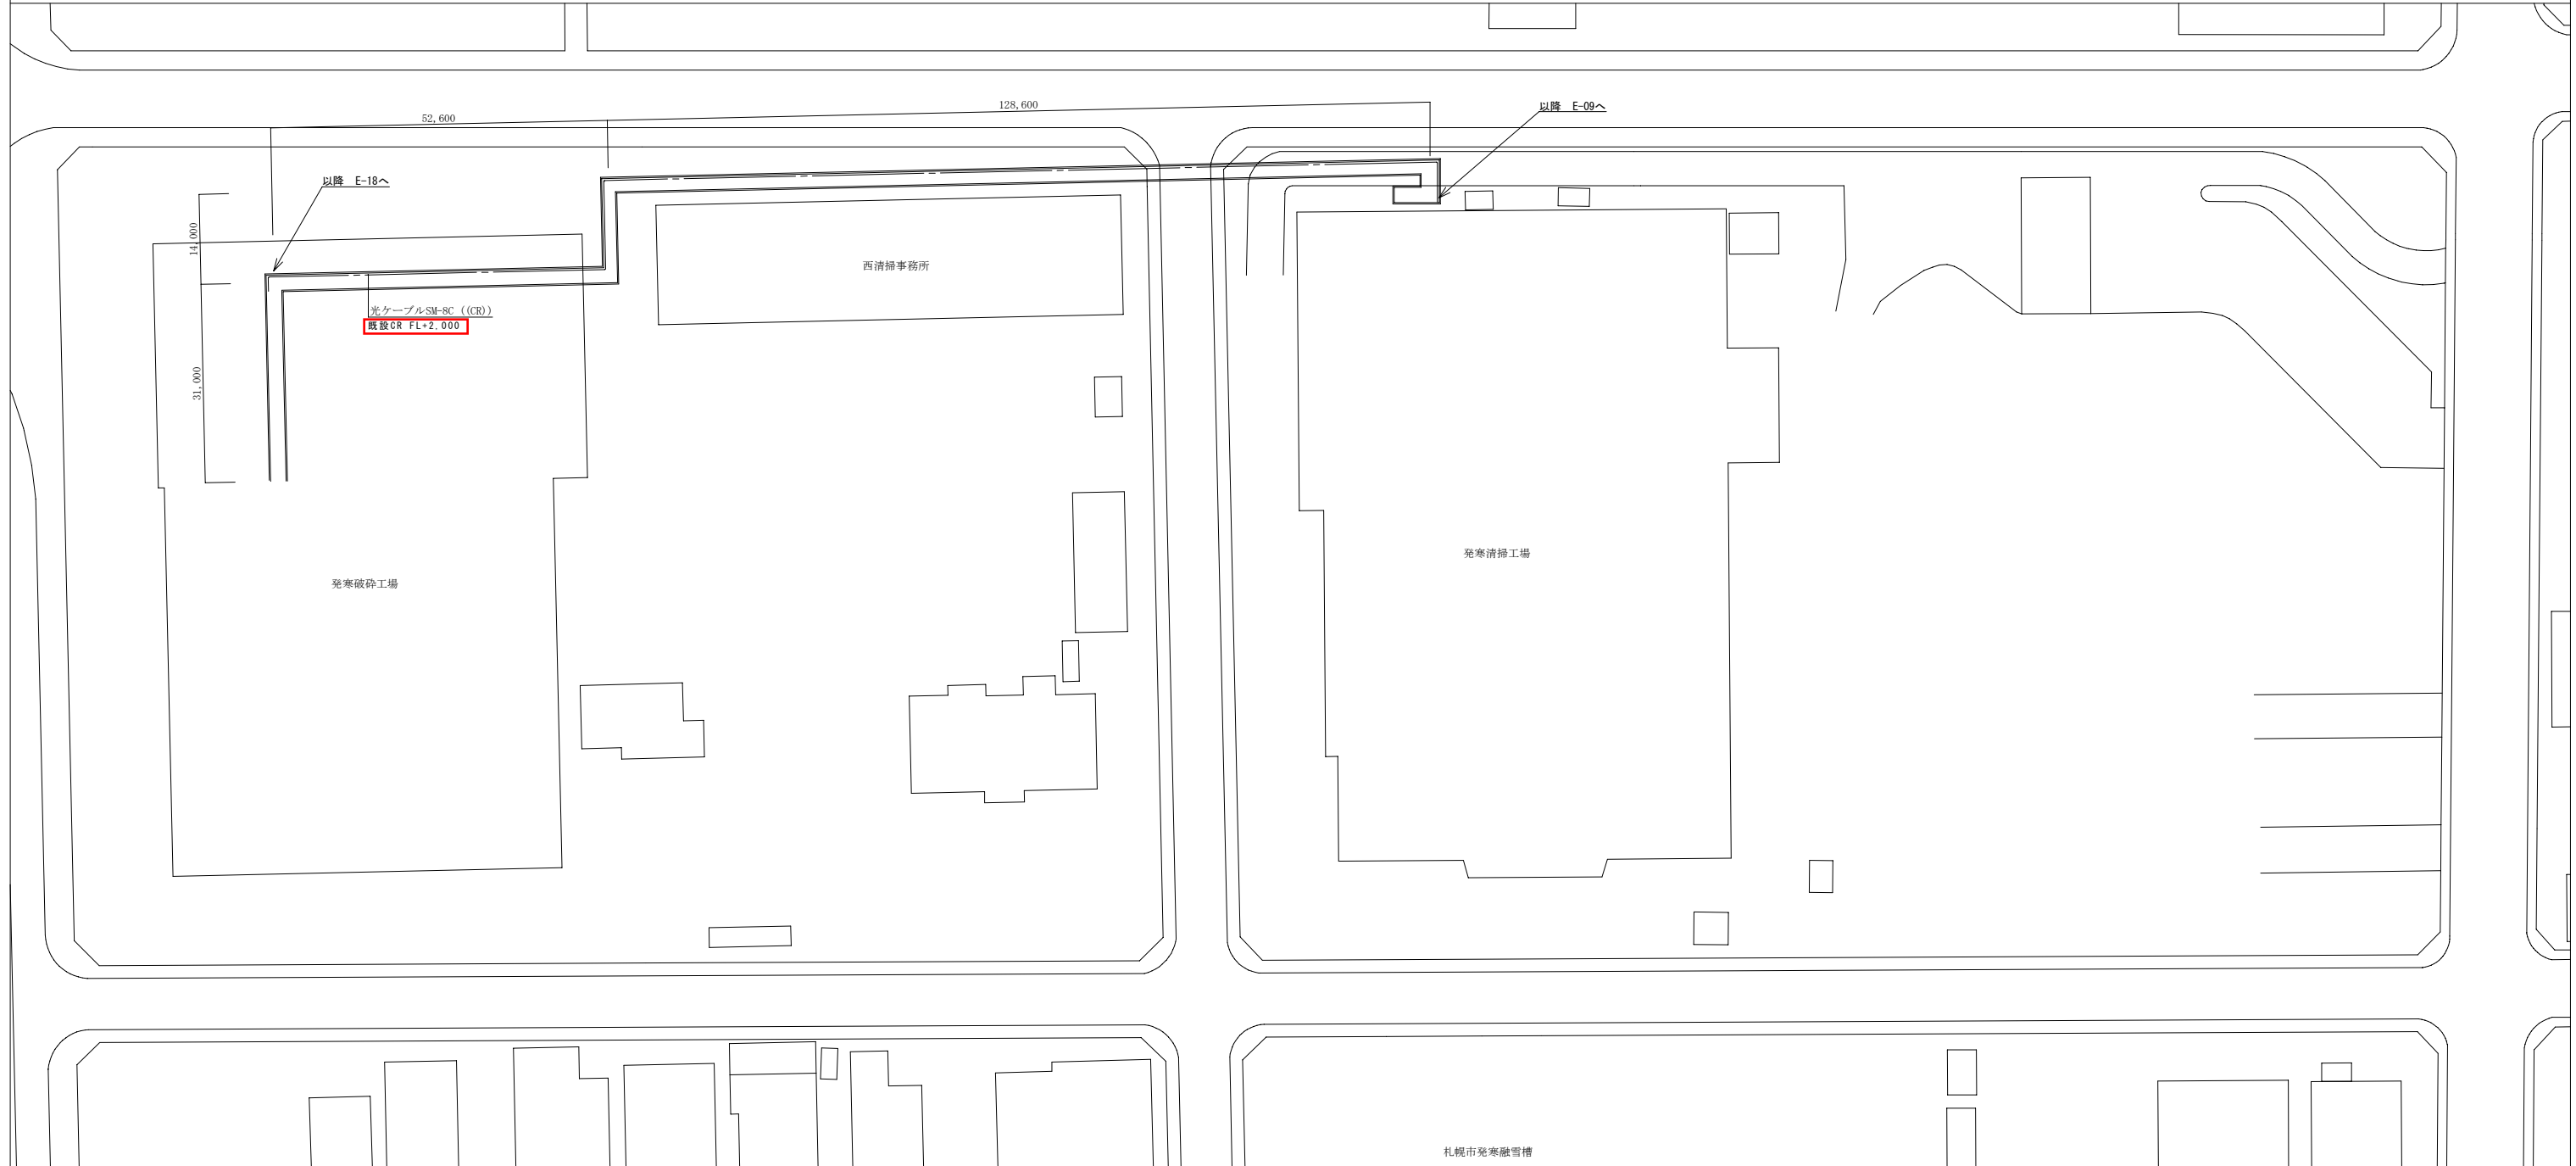 128,600
以降　E-09へ
52,600
以降　E-18へ
14,000
西清掃事務所
光ケーブルSM-8C ((CR))
既設CR FL+2,000
31,000
発寒清掃工場
発寒破砕工場
札幌市発寒融雪槽